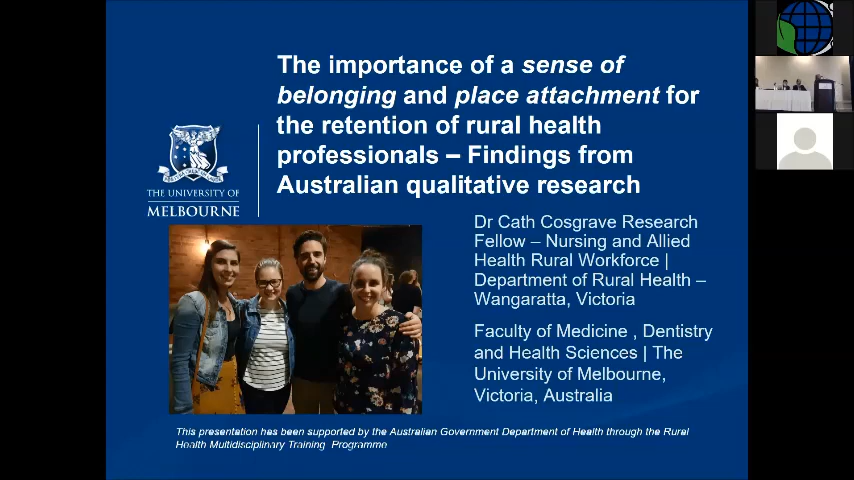 The importance of a sense of
belonging and place attachment for
the retention of rural health
professionals – Findings from
Australian qualitative research
THE UNIVERSITY OF
MELBOURNE
Dr Cath Cosgrave Research
Fellow – Nursing and Allied
Health Rural Workforce |
Department of Rural Health –
Wangaratta, Victoria
Faculty of Medicine , Dentistry
and Health Sciences | The
University of Melbourne,
Victoria, Australia
This presentation has been supported by the Australian Government Department of Health through the Rural
Health Multidisciplinary Training Programme